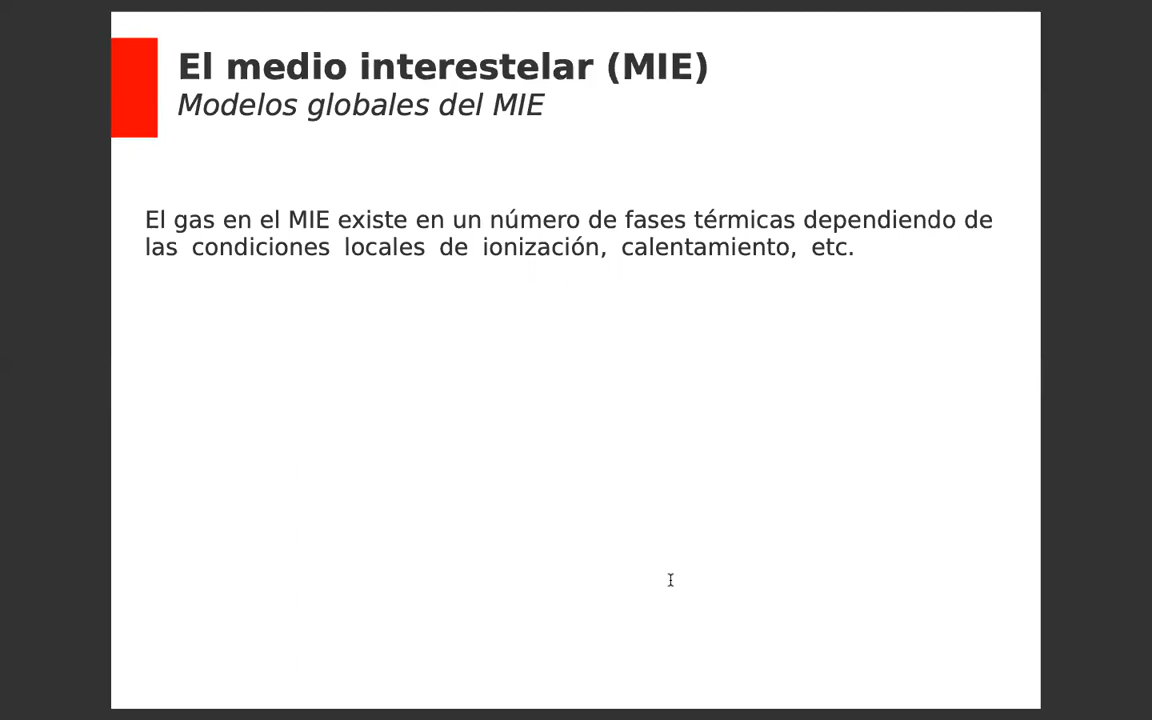 El medio interestelar (MIE)
Modelos globales del MIE
El gas en el MIE existe en un número de fases térmicas dependiendo de
las condiciones locales de ionización, calentamiento, etc.